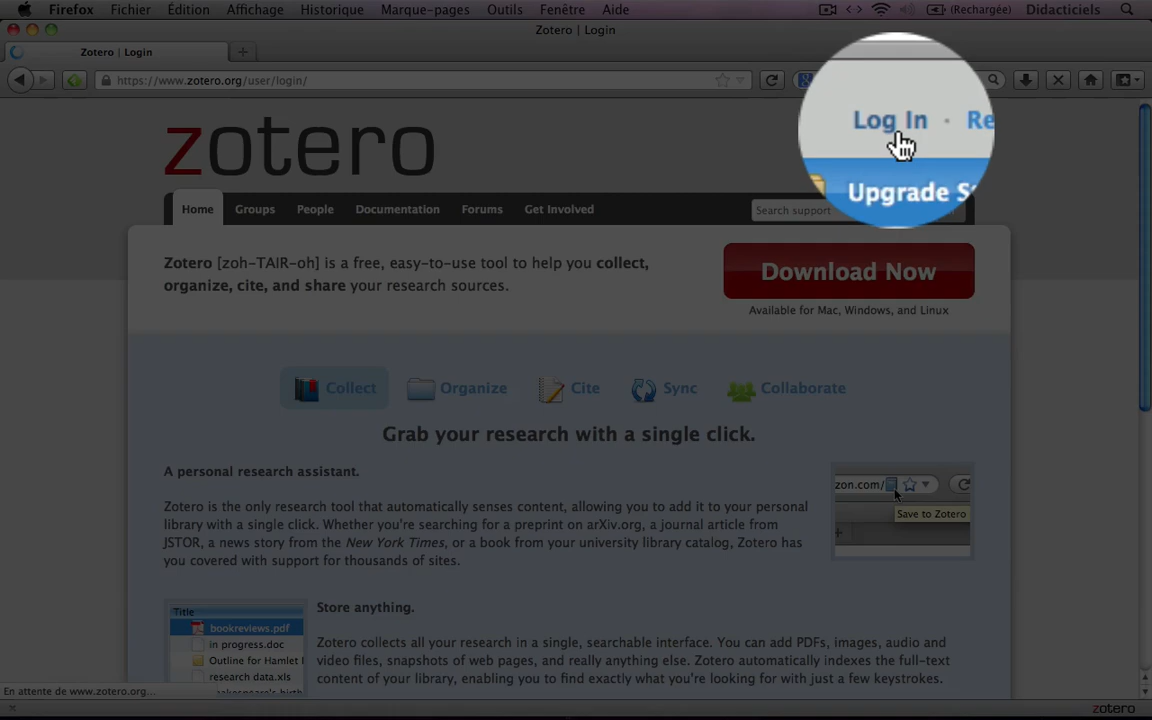 Firefox Fichier Édition Affichage Historique Marque-pages Outils Fenêtre Aide (Rechargée) Didacticiels
Zotero | Login
Zotero | Login
https://www.zotero.org/user/login/
Log In · Re
zotero
Upgrade S
Home Groups People Documentation Forums Get Involved Search support
Zotero [zoh-TAIR-oh] is a free, easy-to-use tool to help you collect,
organize, cite, and share your research sources.
Download Now
Available for Mac, Windows, and Linux
Collect Organize Cite Sync Collaborate
Grab your research with a single click.
A personal research assistant.
Zotero is the only research tool that automatically senses content, allowing you to add it to your personal
library with a single click. Whether you're searching for a preprint on arXiv.org, a journal article from
JSTOR, a news story from the New York Times, or a book from your university library catalog, Zotero has
you covered with support for thousands of sites.
zon.com/
Save to Zotero
Store anything.
Zotero collects all your research in a single, searchable interface. You can add PDFs, images, audio and
video files, snapshots of web pages, and really anything else. Zotero automatically indexes the full-text
content of your library, enabling you to find exactly what you're looking for with just a few keystrokes.
Title
bookreviews.pdf
in progress.doc
Outline for Hamlet
research data.xls
En attente de www.zotero.org...
zotero